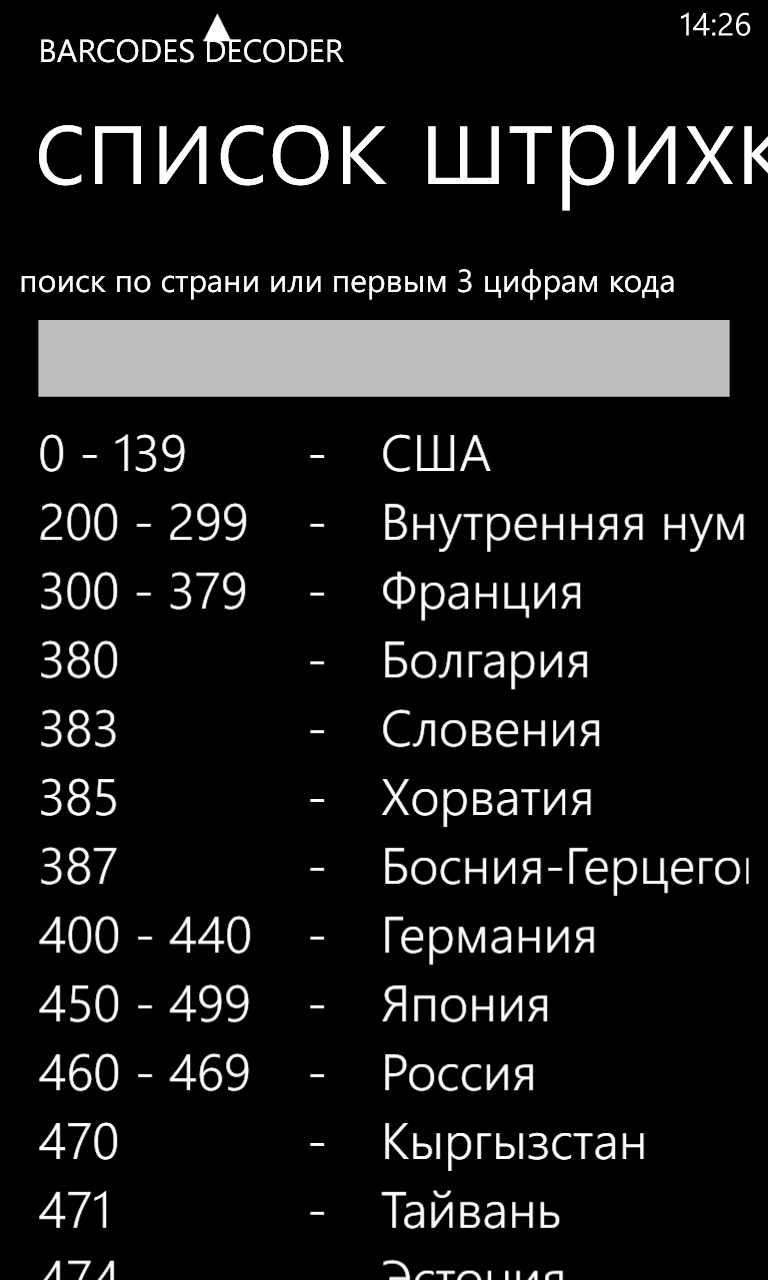 14:26
BARCODES DECODER
список штрихк
поиск по страни или первым 3 цифрам кода
0 - 139 - США
200 - 299 - Внутренняя нум
300 - 379 - Франция
380 - Болгария
383 - Словения
385 - Хорватия
387 - Босния-Герцего
400 - 440 - Германия
450 - 499 - Япония
460 - 469 - Россия
470 - Кыргызстан
471 - Тайвань
474 Эстония